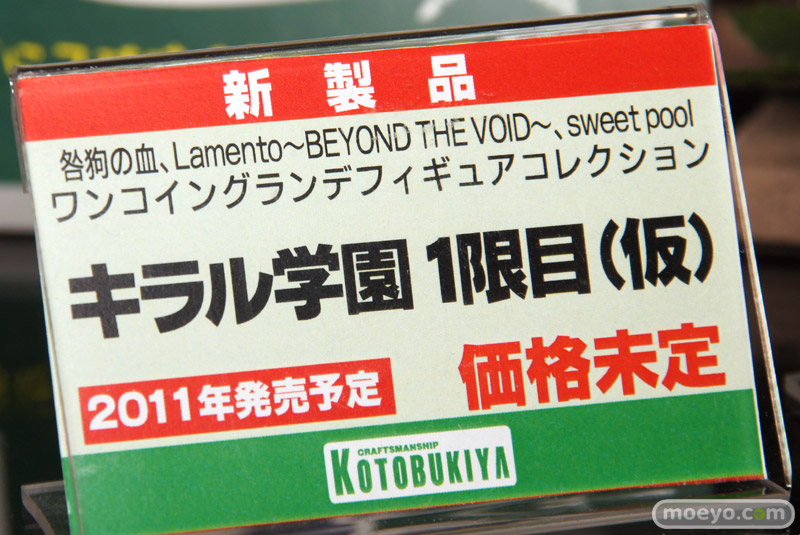 新製品
咎狗の血、Lamento～BEYOND THE VOID～、sweet pool
ワンコイングランデフィギュアコレクション
キラル学園 1限目（仮）
2011年発売予定
価格未定
CRAFTSMANSHIP
KOTOBUKIYA
moeyo.com